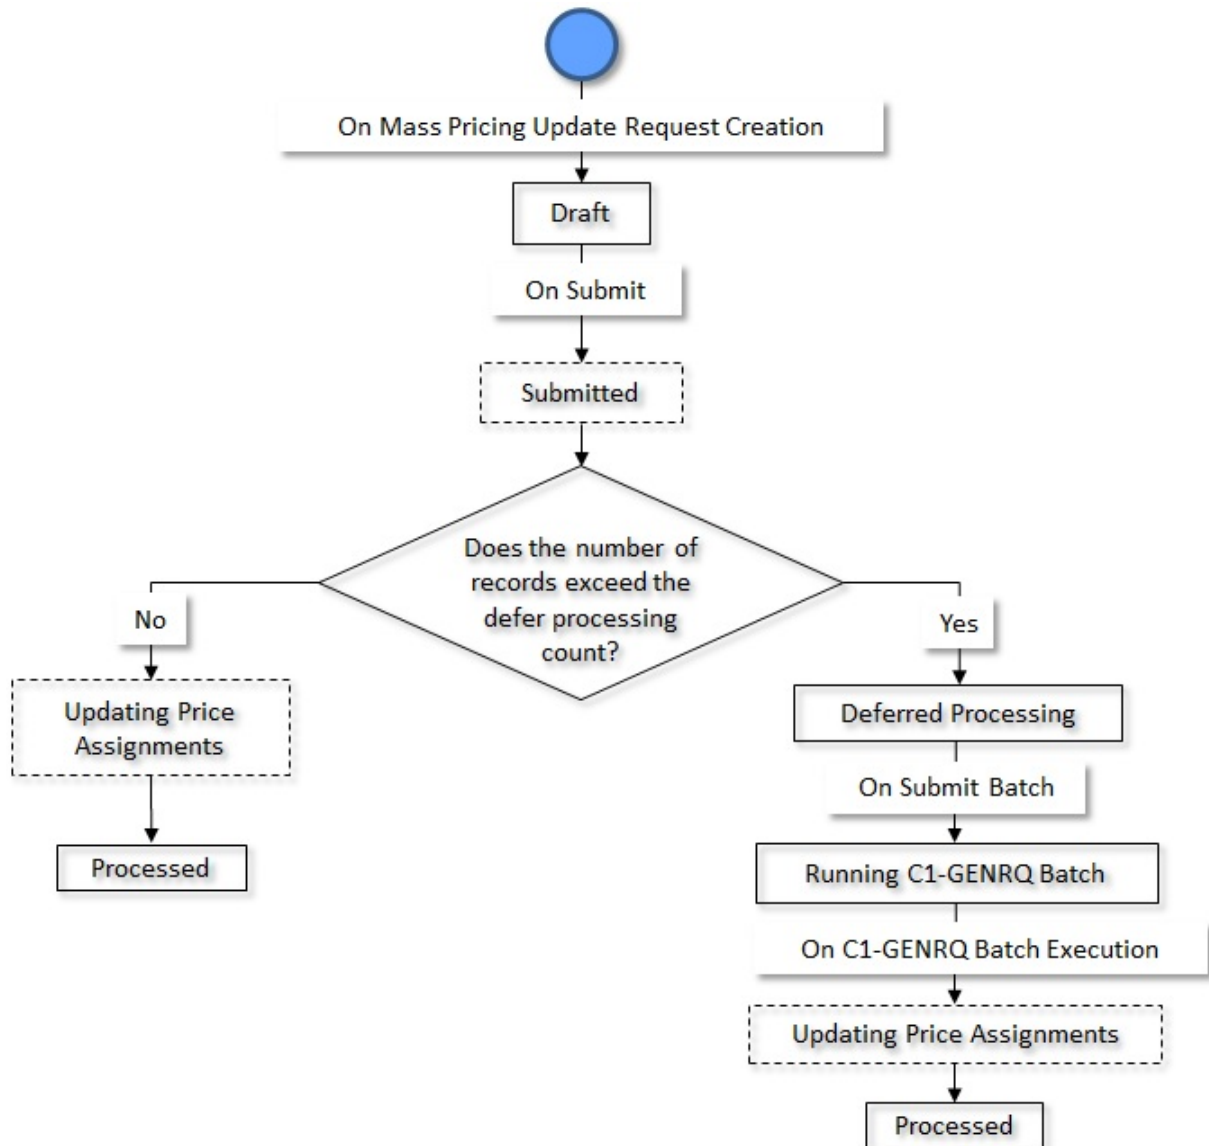 On Mass Pricing Update Request Creation
Draft
On Submit
Submitted
Does the number of
records exceed the
defer processing
count?
No
Updating Price
Assignments
Processed
Yes
Deferred Processing
On Submit Batch
Running C1-GENRQ Batch
On C1-GENRQ Batch Execution
Updating Price Assignments
Processed